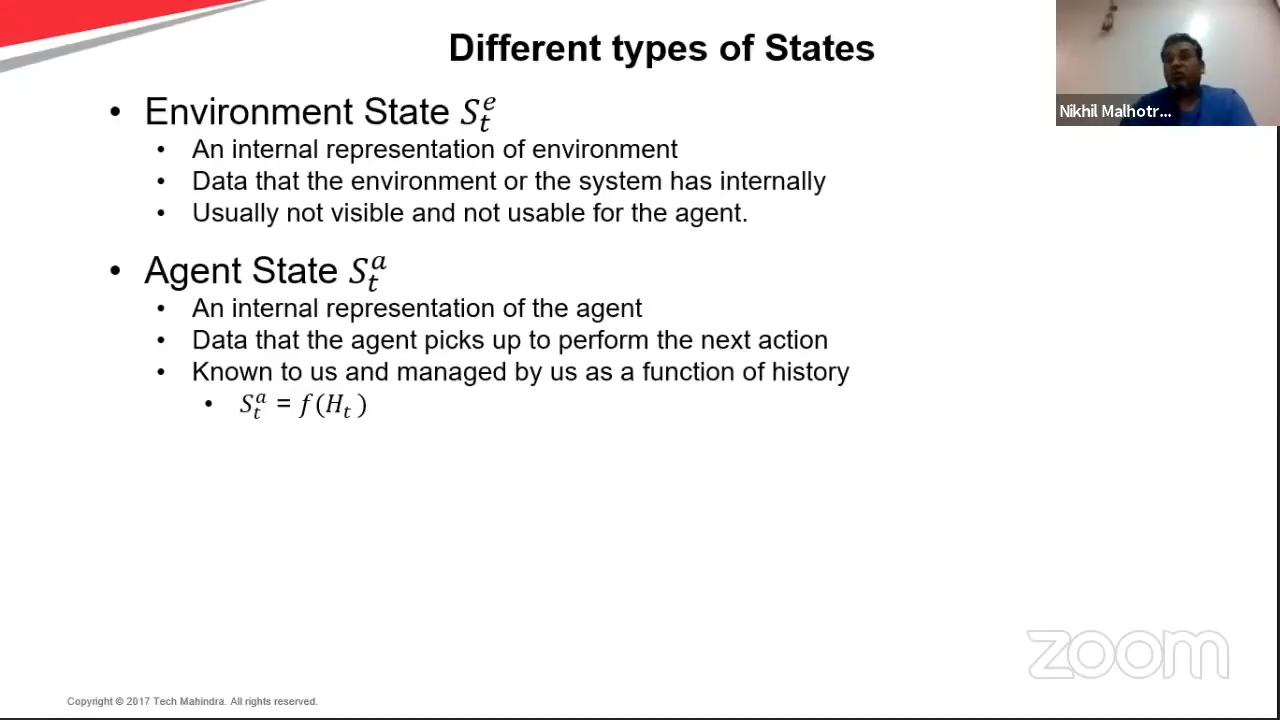 Different types of States
Nikhil Malhotr...
• Environment State $S_t^e$
• An internal representation of environment
• Data that the environment or the system has internally
• Usually not visible and not usable for the agent.
• Agent State $S_t^a$
• An internal representation of the agent
• Data that the agent picks up to perform the next action
• Known to us and managed by us as a function of history
• $S_t^a = f(H_t)$
zoom
Copyright © 2017 Tech Mahindra. All rights reserved.